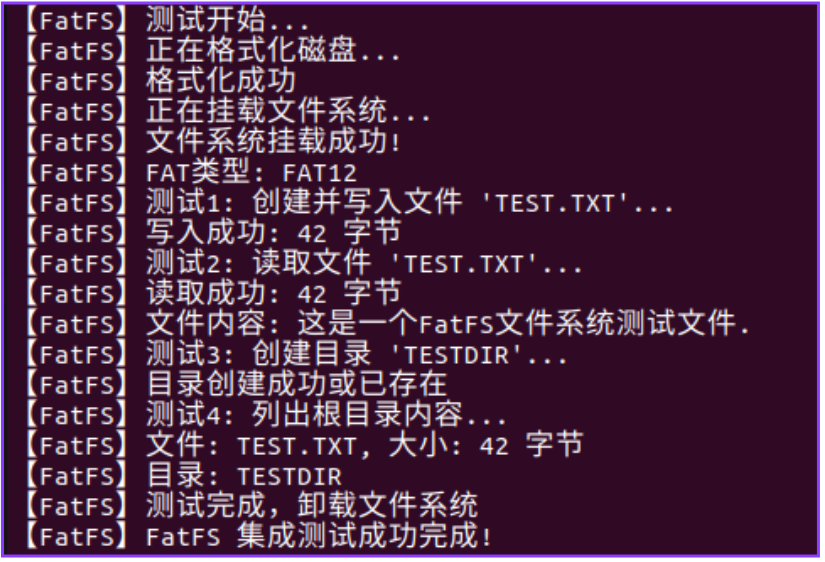 【FatFS】测试开始...
【FatFS】正在格式化磁盘...
【FatFS】格式化成功
【FatFS】正在挂载文件系统...
【FatFS】文件系统挂载成功!
【FatFS】FAT类型: FAT12
【FatFS】测试1: 创建并写入文件 'TEST.TXT'...
【FatFS】写入成功: 42 字节
【FatFS】测试2: 读取文件 'TEST.TXT'...
【FatFS】读取成功: 42 字节
【FatFS】文件内容: 这是一个FatFS文件系统测试文件.
【FatFS】测试3: 创建目录 'TESTDIR'...
【FatFS】目录创建成功或已存在
【FatFS】测试4: 列出根目录内容...
【FatFS】文件: TEST.TXT, 大小: 42 字节
【FatFS】目录: TESTDIR
【FatFS】测试完成，卸载文件系统
【FatFS】FatFS 集成测试成功完成!